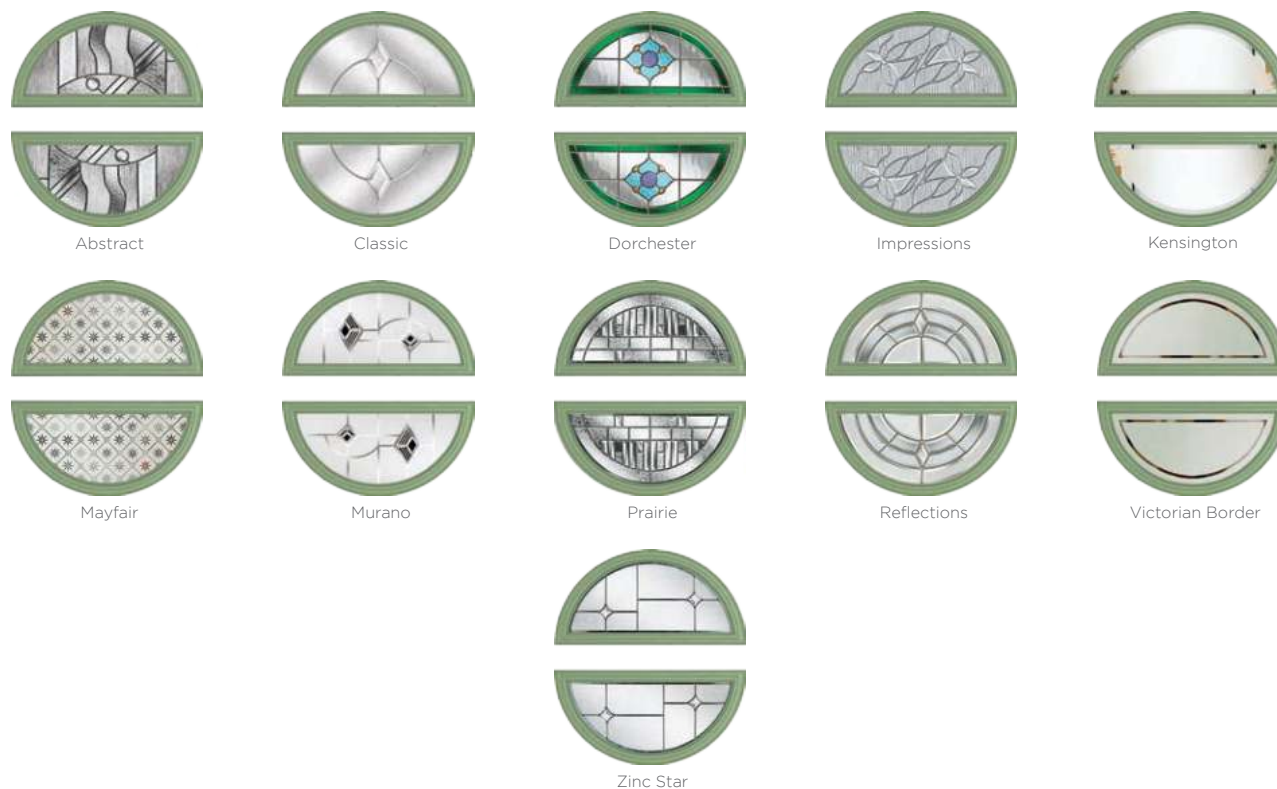 Abstract
Classic
Dorchester
Impressions
Kensington
Mayfair
Murano
Prairie
Reflections
Victorian Border
Zinc Star